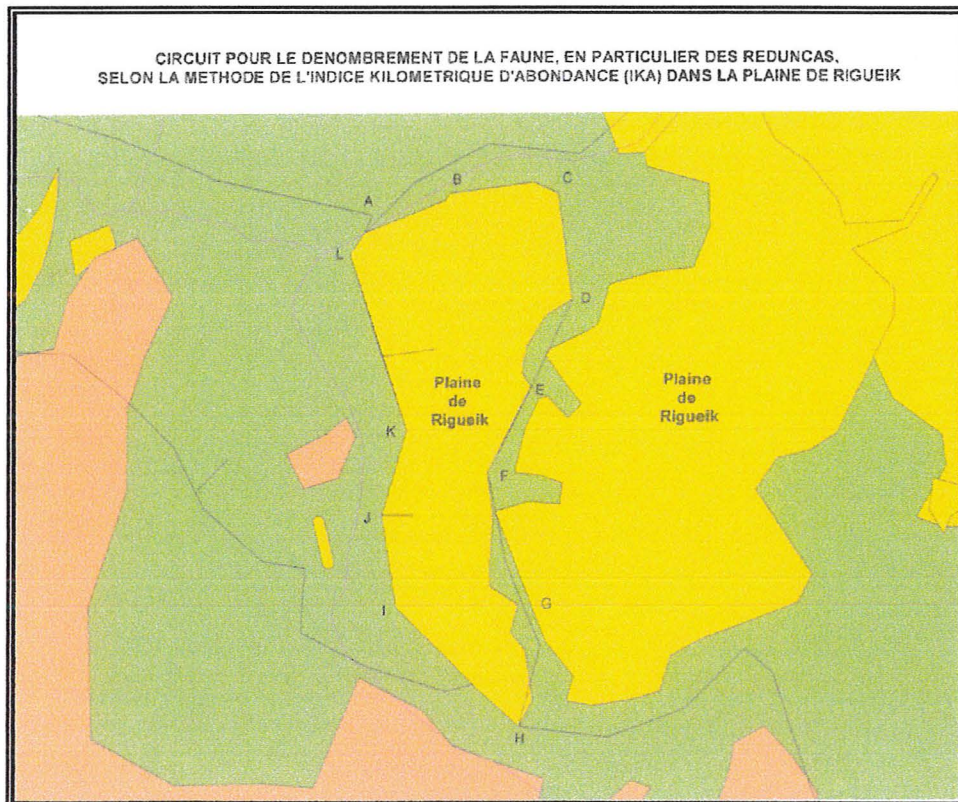 CIRCUIT POUR LE DENOMBREMENT DE LA FAUNE, EN PARTICULIER DES REDUNCAS,
SELON LA METHODE DE L'INDICE KILOMETRIQUE D'ABONDANCE (IKA) DANS LA PLAINE DE RIGUEIK
A
B
C
L
D
Plaine
de
Rigueik
E
Plaine
de
Rigueik
K
F
J
I
G
H